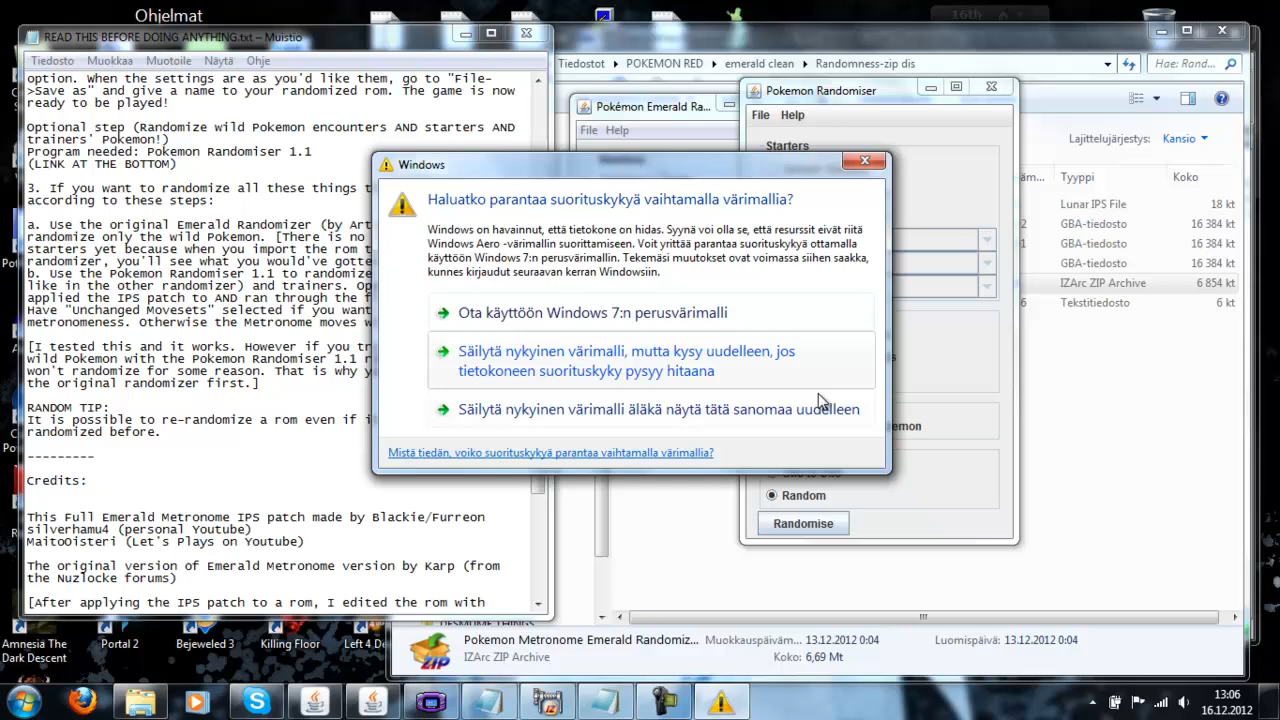 Ohjelmat
16th
READ THIS BEFORE DOING ANYTHING.txt – Muistio
Tiedosto Muokkaa Muotoile Näytä Ohje
option. When the settings are as you'd like them, go to "File-
>Save as" and give a name to your randomized rom. The game is now
ready to be played!
Optional step (Randomize wild Pokemon encounters AND starters AND
trainers' Pokemon!)
Program needed: Pokemon Randomiser 1.1
(LINK AT THE BOTTOM)
3. If you want to randomize all these things t
according to these steps:
a. Use the original Emerald Randomizer (by Art
randomize only the wild Pokemon. [There is no
starters yet because when you import the rom t
randomizer, you'll see what you would've gotte
b. Use the Pokemon Randomiser 1.1 to randomize
like in the other randomizer) and trainers. Op
applied the IPS patch to AND ran through the f
Have "Unchanged Movesets" selected if you want
metronomeness. Otherwise the Metronome moves w
[I tested this and it works. However if you tr
wild Pokemon with the Pokemon Randomiser 1.1 r
won't randomize for some reason. That is why y
the original randomizer first.]
RANDOM TIP:
It is possible to re-randomize a rom even if i
randomized before.
---------
Credits:
This Full Emerald Metronome IPS patch made by Blackie/Furreon
silverhamu4 (personal Youtube)
MaitoOisteri (Let's Plays on Youtube)
The original version of Emerald Metronome version by Karp (from
the Nuzlocke forums)
[After applying the IPS patch to a rom, I edited the rom with
Tiedostot POKEMON RED emerald clean Randomness-zip dis
Hae: Rand...
Pokémon Emerald Ra...
File Help
Pokemon Randomiser
File Help
Starters
Lajittelujärjestys: Kansio
äm... Tyyppi Koko
Lunar IPS File 18 kt
2 GBA-tiedosto 16 384 kt
GBA-tiedosto 16 384 kt
GBA-tiedosto 16 384 kt
IZArc ZIP Archive 6 854 kt
Tekstitiedosto 6 kt
Windows
Haluatko parantaa suorituskykyä vaihtamalla värimallia?
Windows on havainnut, että tietokone on hidas. Syynä voi olla se, että resurssit eivät riitä
Windows Aero -värimallin suorittamiseen. Voit yrittää parantaa suorituskykyä ottamalla
käyttöön Windows 7:n perusvärimallin. Tekemäsi muutokset ovat voimassa siihen saakka,
kunnes kirjaudut seuraavan kerran Windowsiin.
Ota käyttöön Windows 7:n perusvärimalli
Säilytä nykyinen värimalli, mutta kysy uudelleen, jos
tietokoneen suorituskyky pysyy hitaana
Säilytä nykyinen värimalli äläkä näytä tätä sanomaa uudelleen
Mistä tiedän, voiko suorituskykyä parantaa vaihtamalla värimallia?
emon
Random
Randomise
Pokemon Metronome Emerald Randomiz... Muokkauspäiväm... 13.12.2012 0:04 Luomispäivä: 13.12.2012 0:04
IZArc ZIP Archive Koko: 6,69 Mt
Amnesia The
Dark Descent
Portal 2
Bejeweled 3
Killing Floor
Left 4 De
13:06
16.12.2012